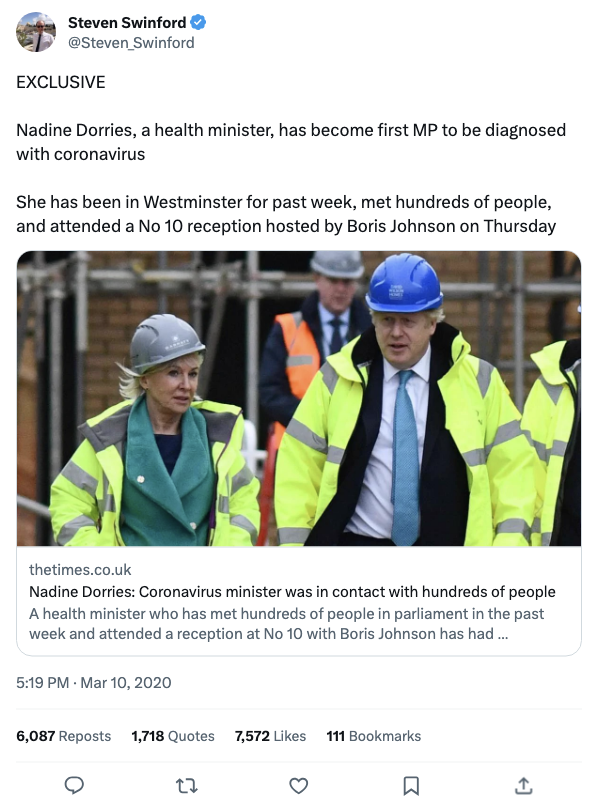 Steven Swinford
@Steven_Swinford
EXCLUSIVE
Nadine Dorries, a health minister, has become first MP to be diagnosed
with coronavirus
She has been in Westminster for past week, met hundreds of people,
and attended a No 10 reception hosted by Boris Johnson on Thursday
thetimes.co.uk
Nadine Dorries: Coronavirus minister was in contact with hundreds of people
A health minister who has met hundreds of people in parliament in the past
week and attended a reception at No 10 with Boris Johnson has had ...
5:19 PM · Mar 10, 2020
6,087 Reposts 1,718 Quotes 7,572 Likes 111 Bookmarks